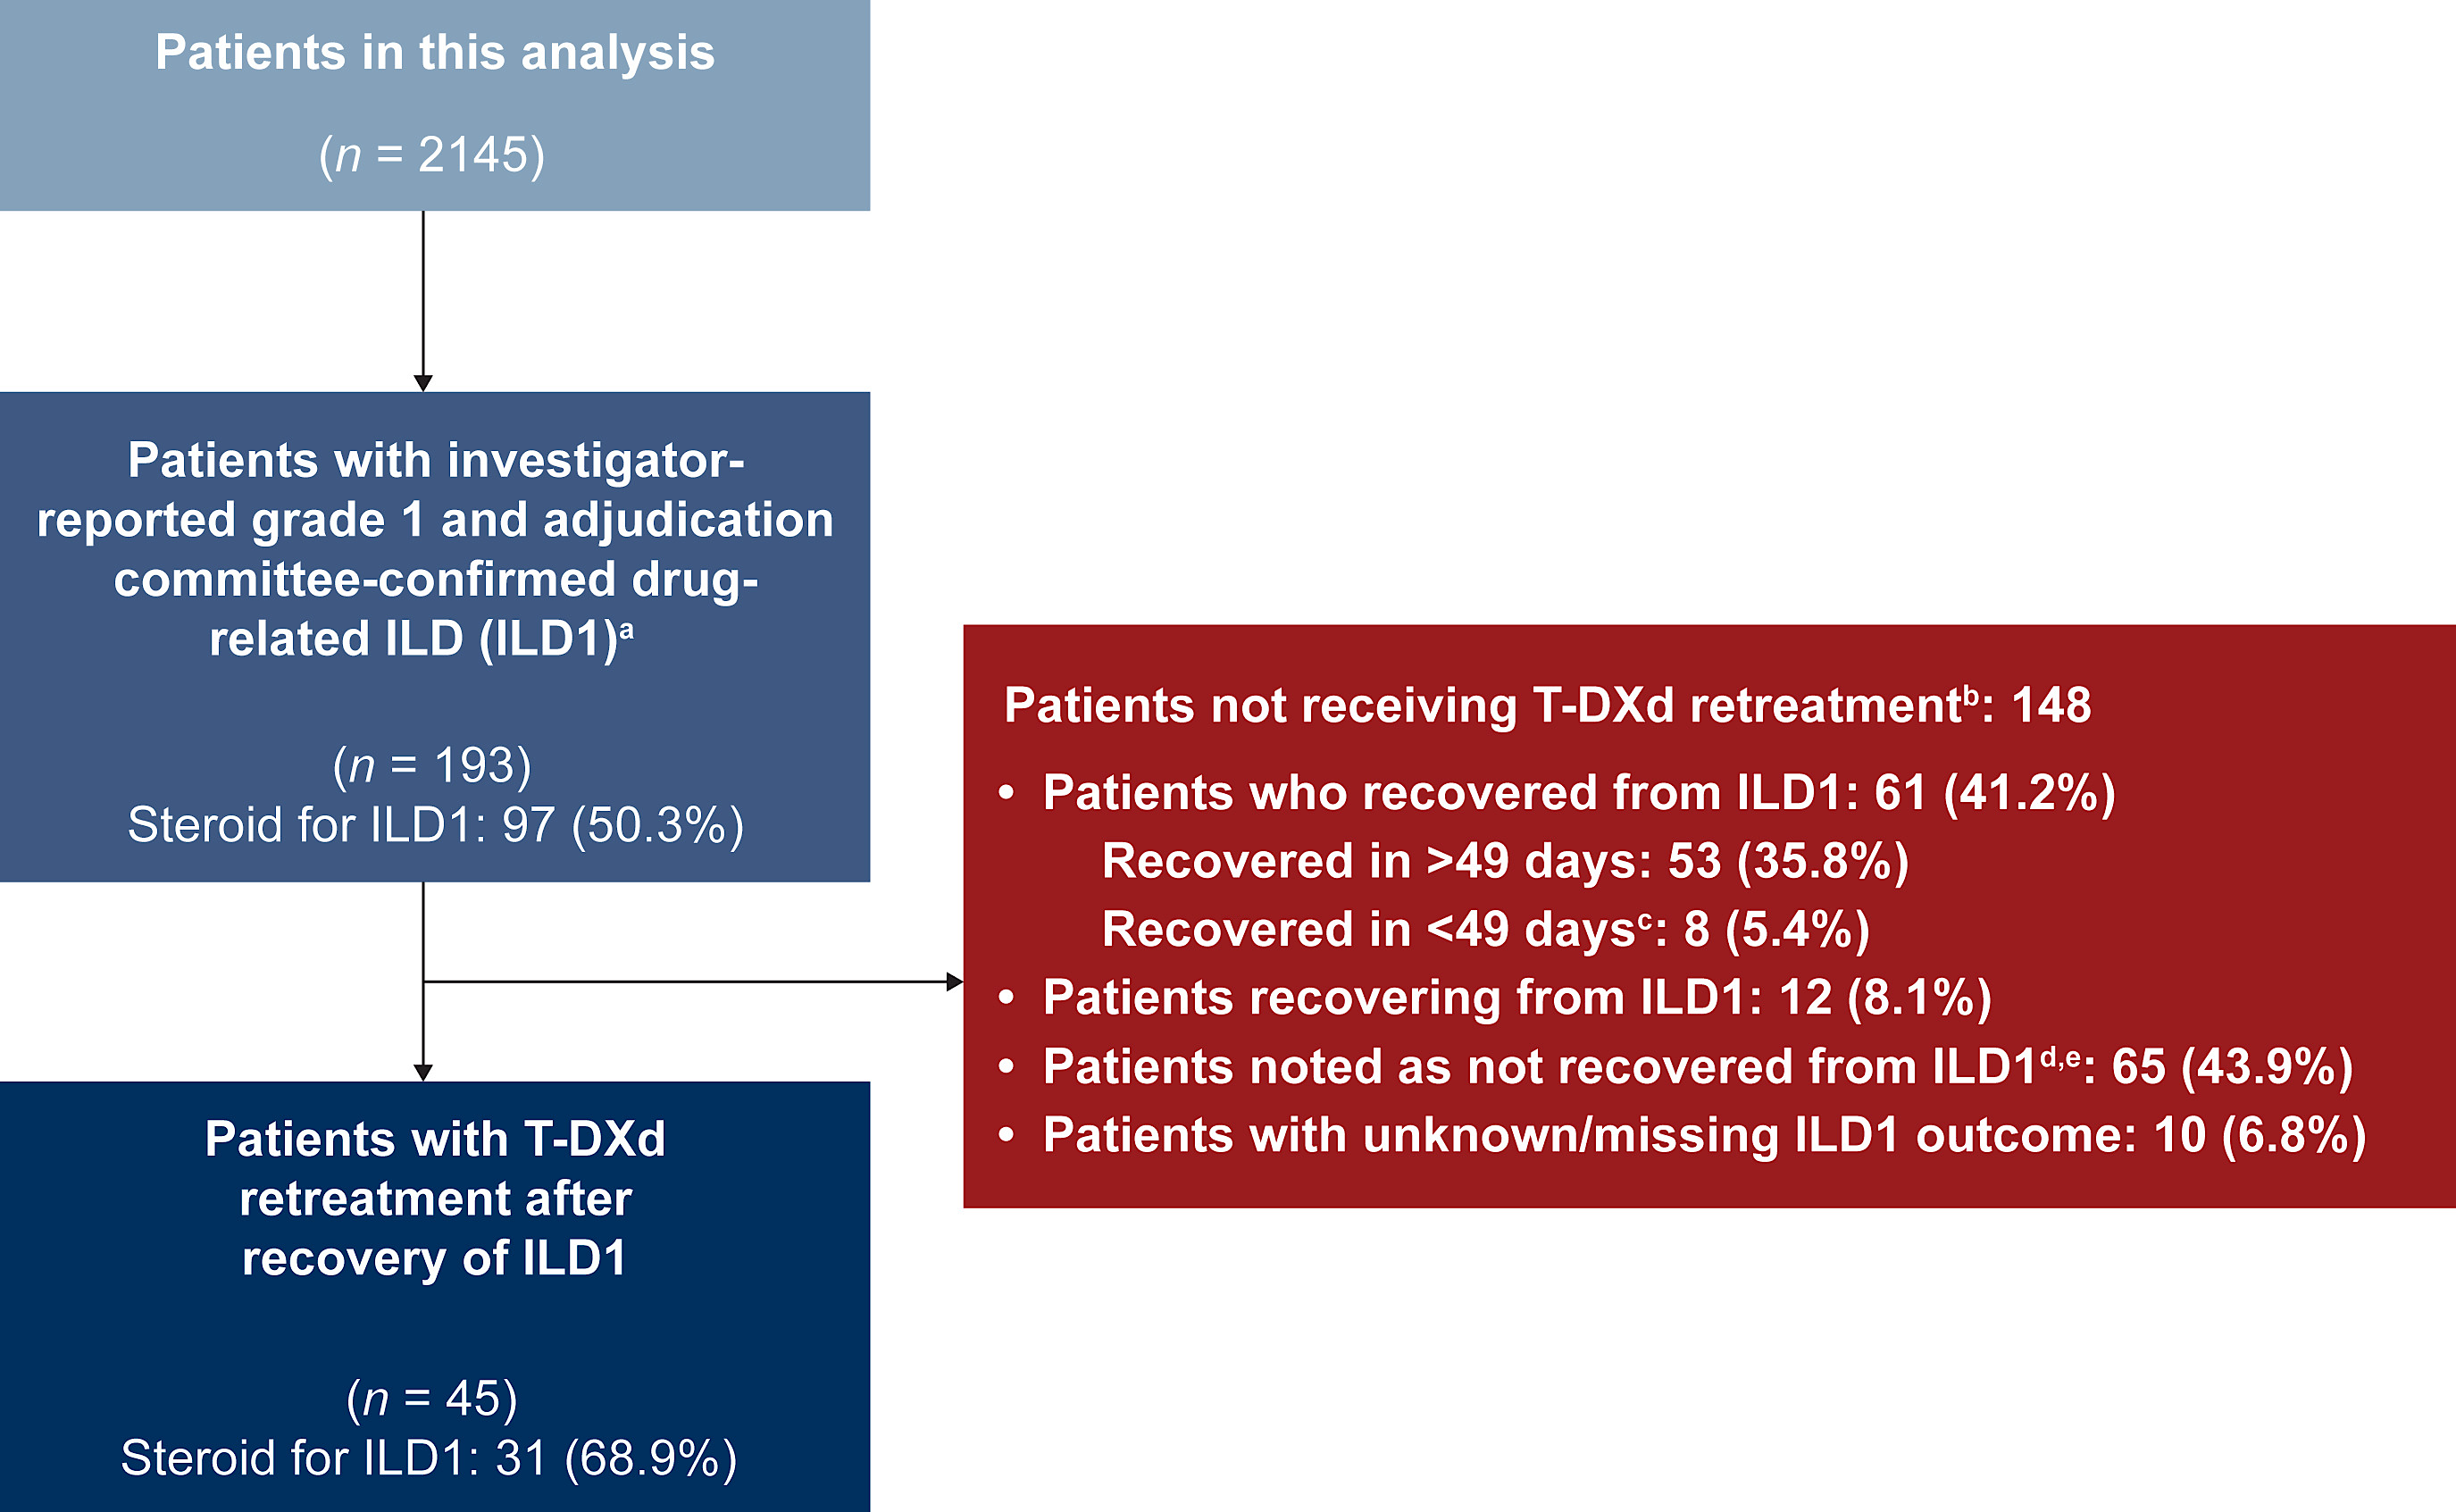 Patients in this analysis
(n = 2145)
Patients with investigator-
reported grade 1 and adjudication
committee-confirmed drug-
related ILD (ILD1)a
(n = 193)
Steroid for ILD1: 97 (50.3%)
Patients not receiving T-DXd retreatmentb: 148
• Patients who recovered from ILD1: 61 (41.2%)
Recovered in >49 days: 53 (35.8%)
Recovered in <49 daysc: 8 (5.4%)
• Patients recovering from ILD1: 12 (8.1%)
• Patients noted as not recovered from ILD1d,e: 65 (43.9%)
• Patients with unknown/missing ILD1 outcome: 10 (6.8%)
Patients with T-DXd
retreatment after
recovery of ILD1
(n = 45)
Steroid for ILD1: 31 (68.9%)